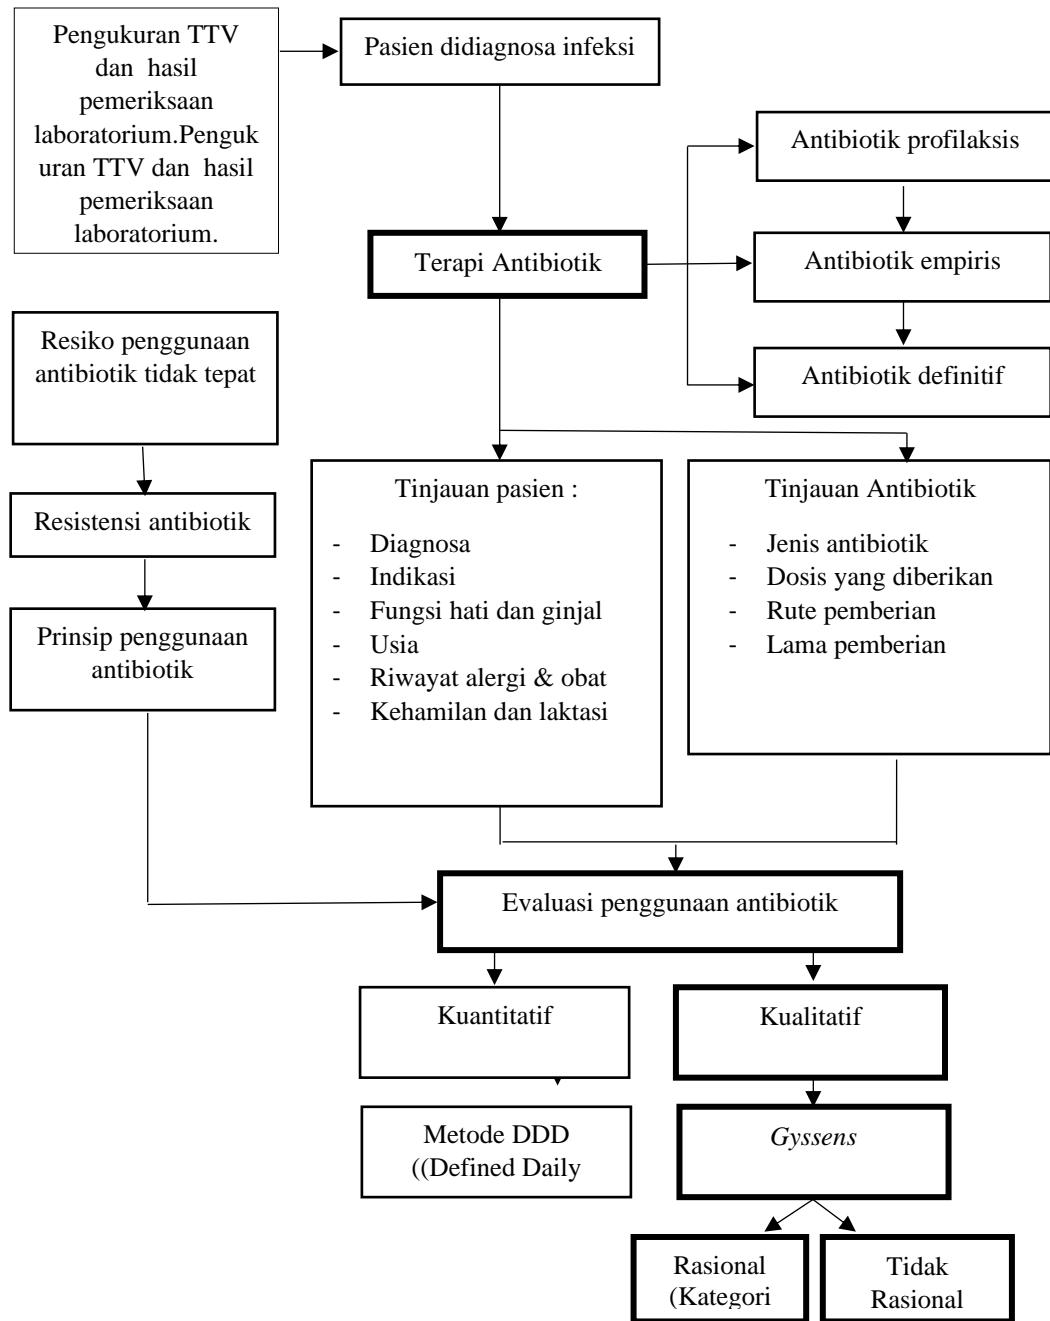 Pengukuran TTV
dan hasil
pemeriksaan
laboratorium.Penguk
uran TTV dan hasil
pemeriksaan
laboratorium.
Pasien didiagnosa infeksi
Antibiotik profilaksis
Terapi Antibiotik
Antibiotik empiris
Antibiotik definitif
Resiko penggunaan
antibiotik tidak tepat
Resistensi antibiotik
Prinsip penggunaan
antibiotik
Tinjauan pasien :
- Diagnosa
- Indikasi
- Fungsi hati dan ginjal
- Usia
- Riwayat alergi & obat
- Kehamilan dan laktasi
Tinjauan Antibiotik
- Jenis antibiotik
- Dosis yang diberikan
- Rute pemberian
- Lama pemberian
Evaluasi penggunaan antibiotik
Kuantitatif
Kualitatif
Metode DDD
((Defined Daily
Gyssens
Rasional
(Kategori
Tidak
Rasional